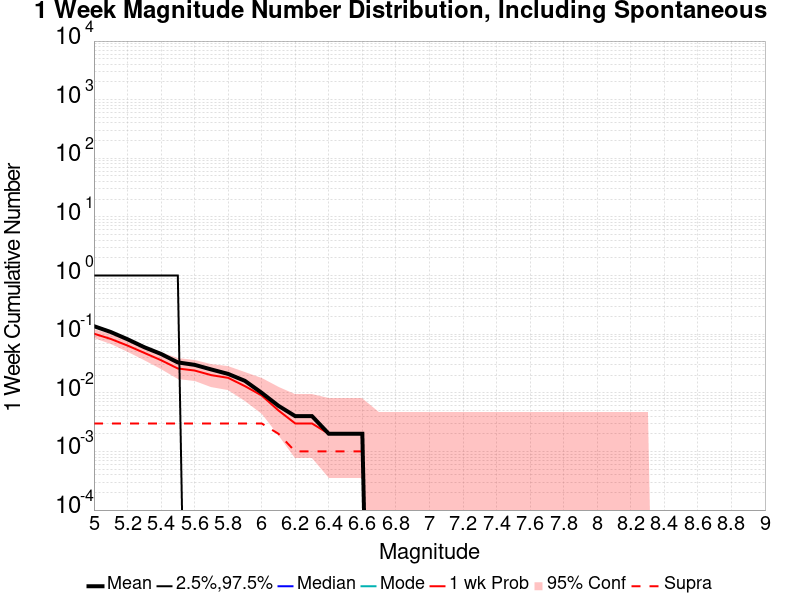 1 Week Magnitude Number Distribution, Including Spontaneous
10^4
10^3
10^2
10^1
10^0
10^-1
10^-2
10^-3
10^-4
1 Week Cumulative Number
5 5.2 5.4 5.6 5.8 6 6.2 6.4 6.6 6.8 7 7.2 7.4 7.6 7.8 8 8.2 8.4 8.6 8.8 9
Magnitude
Mean 2.5%,97.5% Median Mode 1 wk Prob 95% Conf Supra